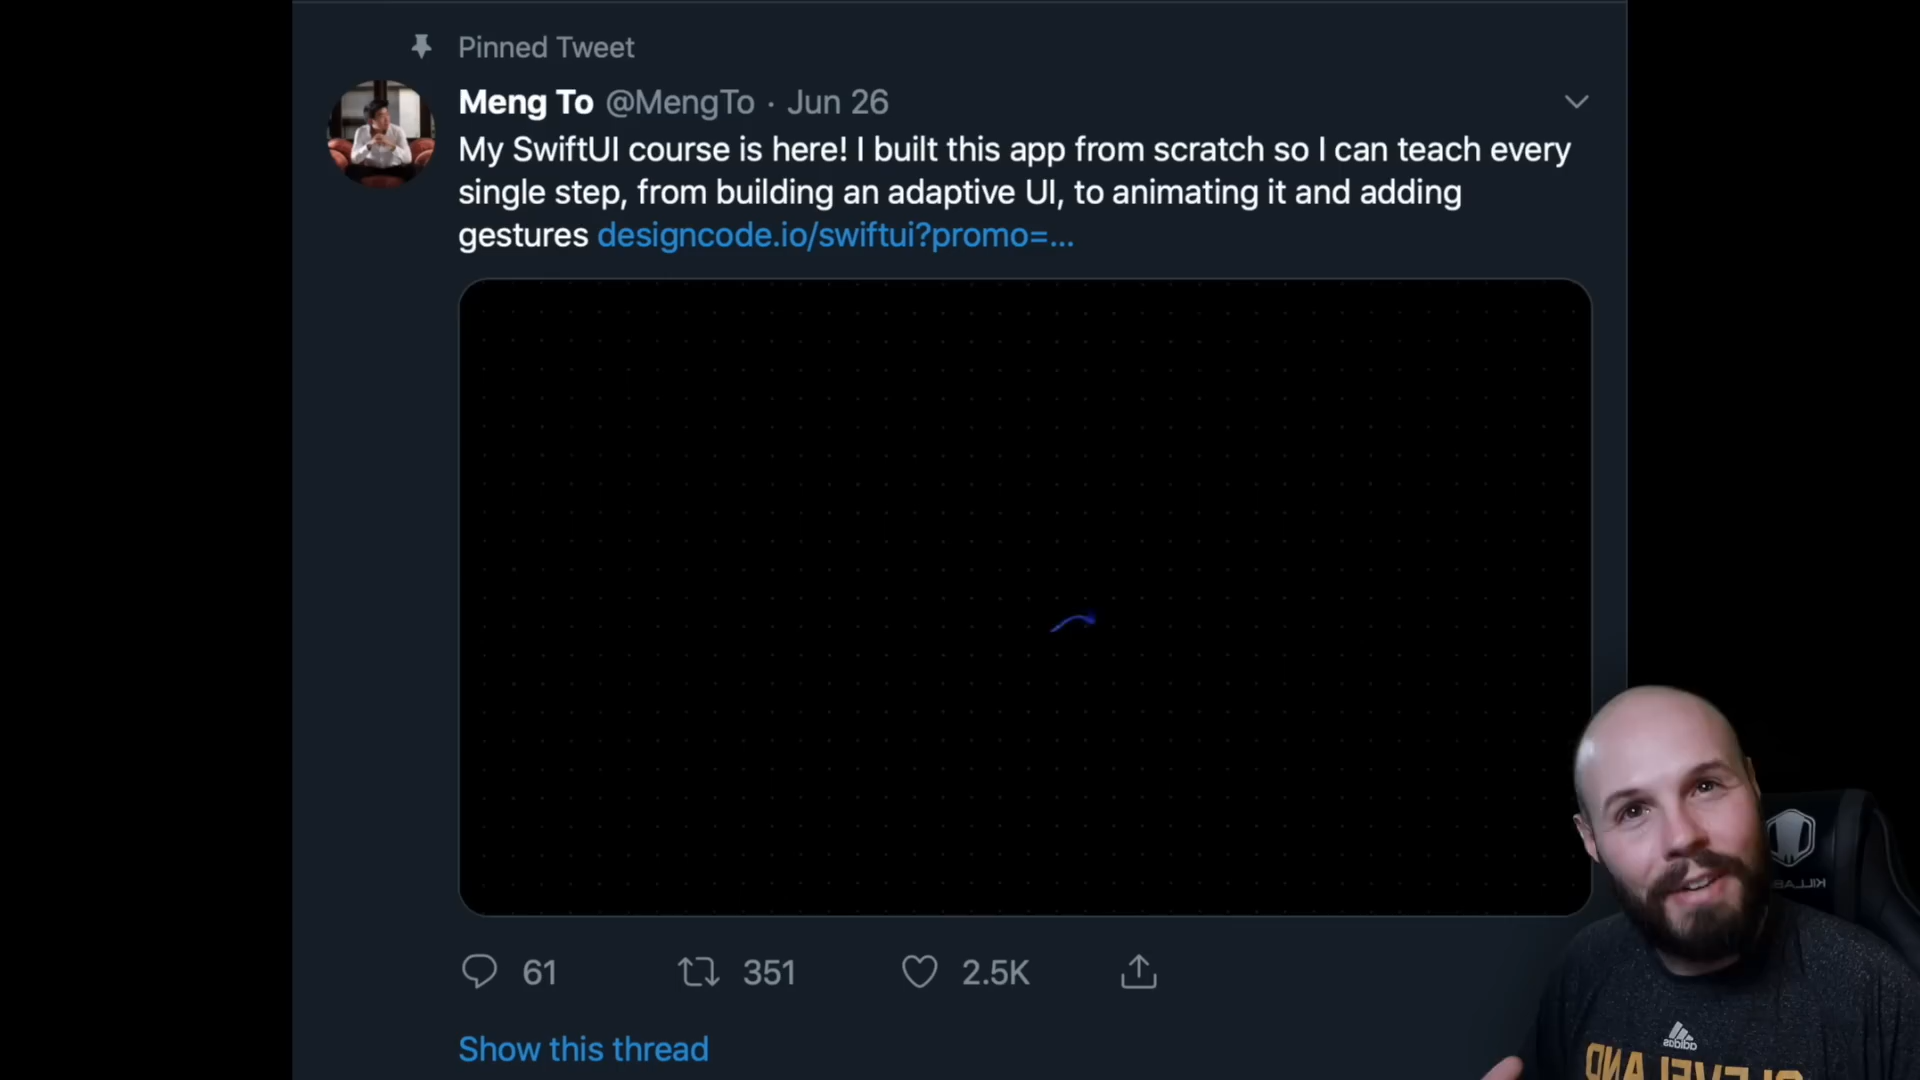 Pinned Tweet
Meng To @MengTo · Jun 26
My SwiftUI course is here! I built this app from scratch so I can teach every
single step, from building an adaptive UI, to animating it and adding
gestures designcode.io/swiftui?promo=...
61 351 2.5K
Show this thread
adidas
CLEVELAND